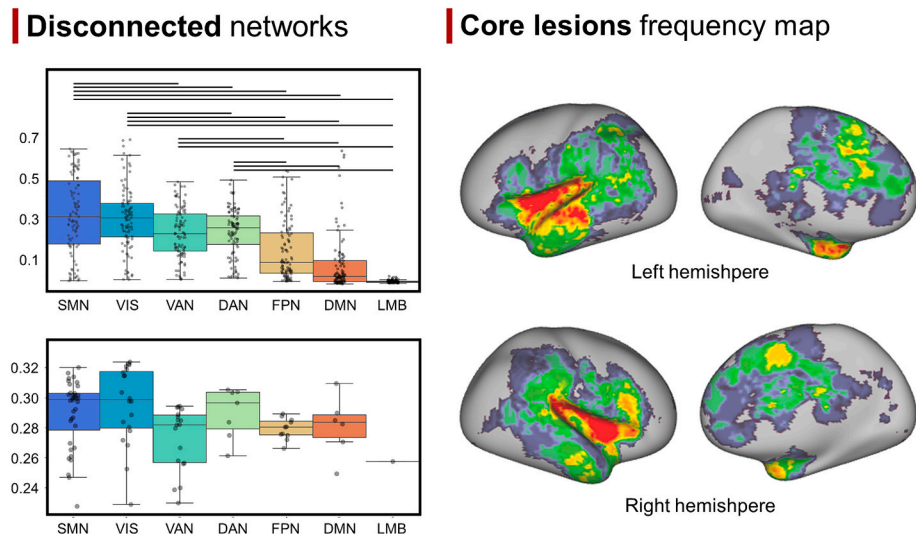 Disconnected networks
0.7
0.5
0.3
0.1
SMN VIS VAN DAN FPN DMN LMB
0.32
0.30
0.28
0.26
0.24
SMN VIS VAN DAN FPN DMN LMB
Core lesions frequency map
Left hemishpere
Right hemishpere